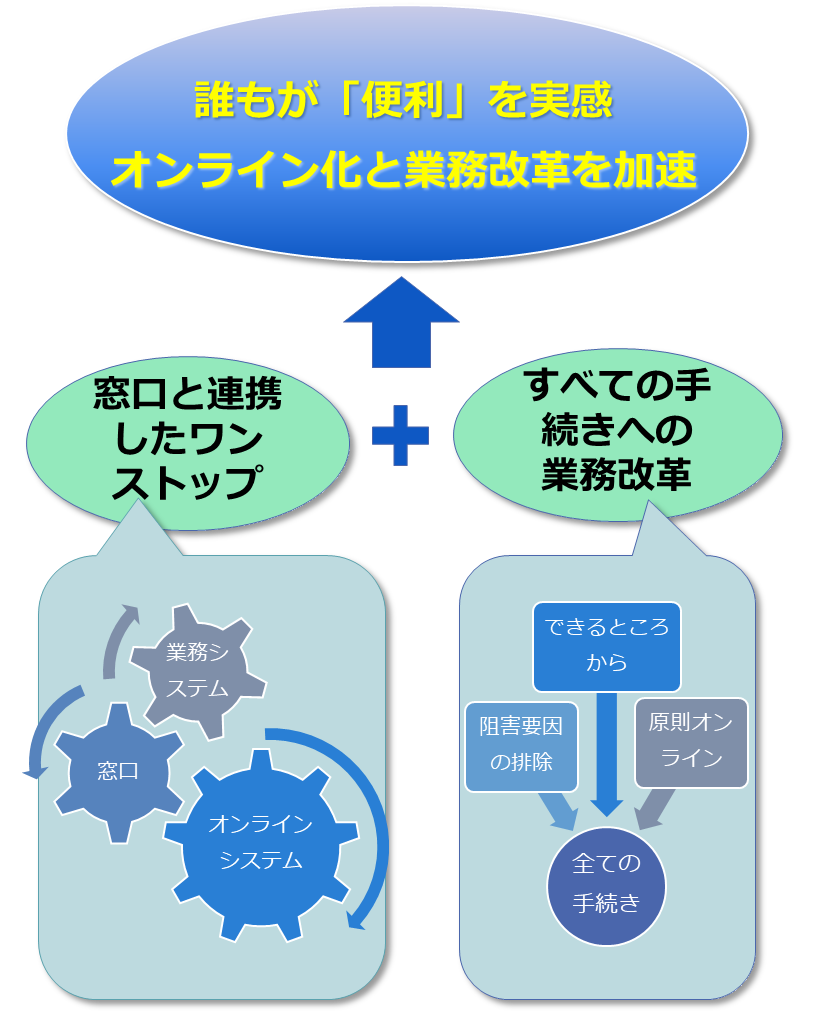 誰もが「便利」を実感
オンライン化と業務改革を加速
窓口と連携
したワン
ストップ
すべての手
続きへの
業務改革
業務シ
ステム
窓口
オンライン
システム
できるところ
から
阻害要因
の排除
原則オン
ライン
全ての
手続き